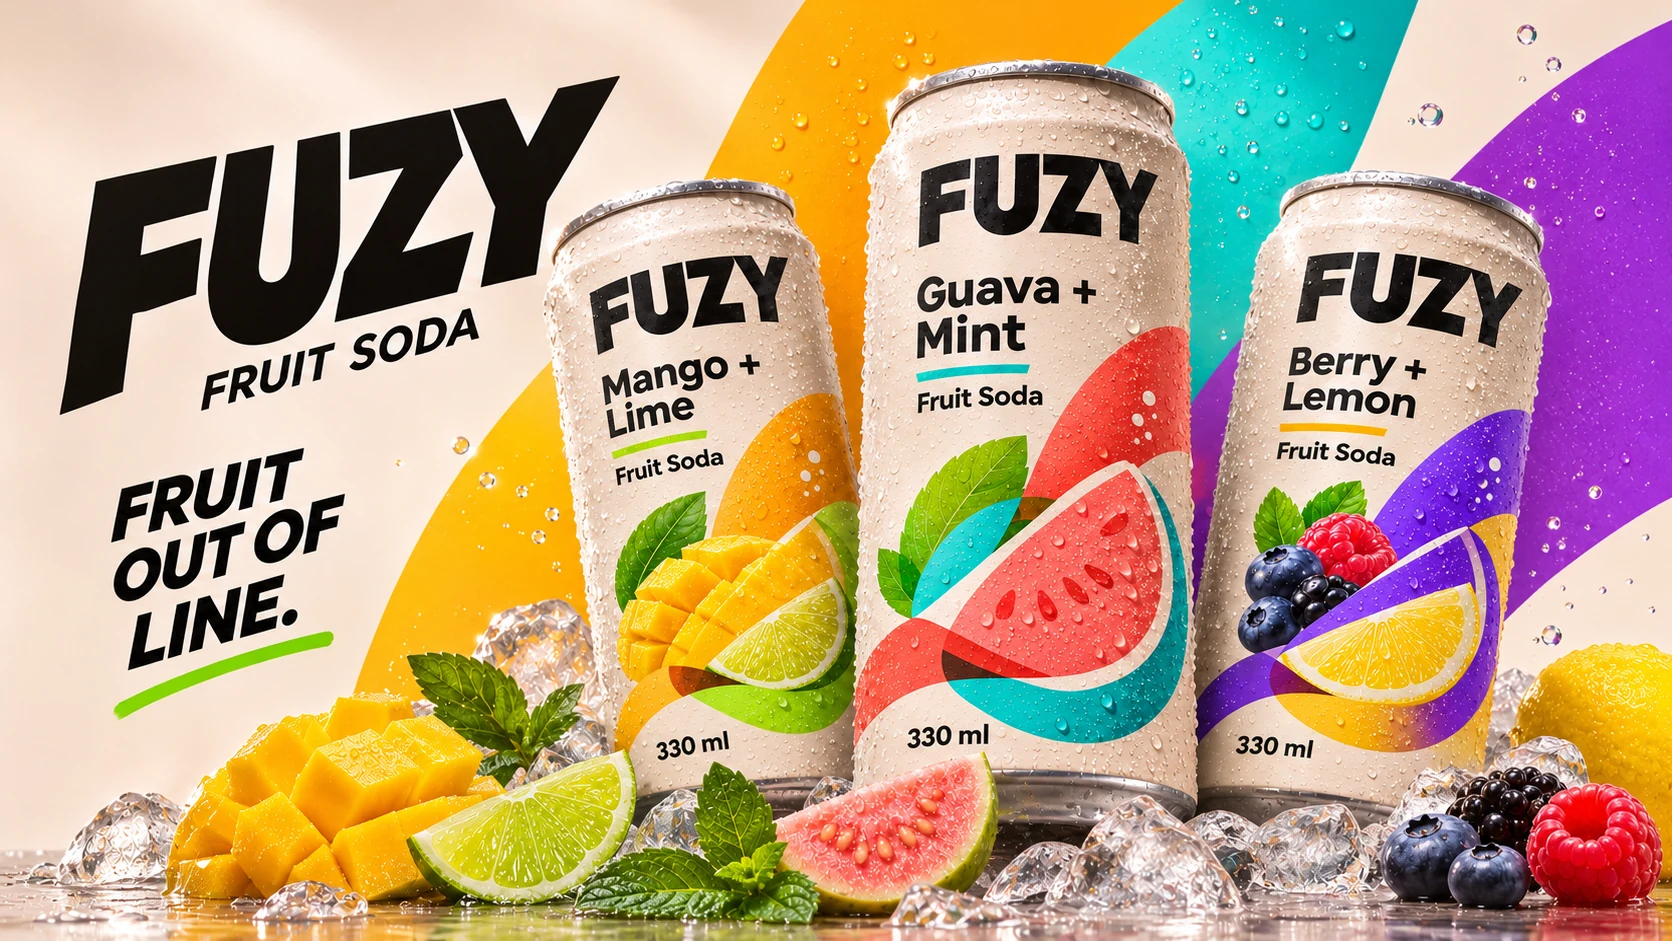 FUZY
FRUIT SODA
FRUIT
OUT OF
LINE.
FUZY
Mango +
Lime
Fruit Soda
330 ml
FUZY
Guava +
Mint
Fruit Soda
330 ml
FUZY
Berry +
Lemon
Fruit Soda
330 ml